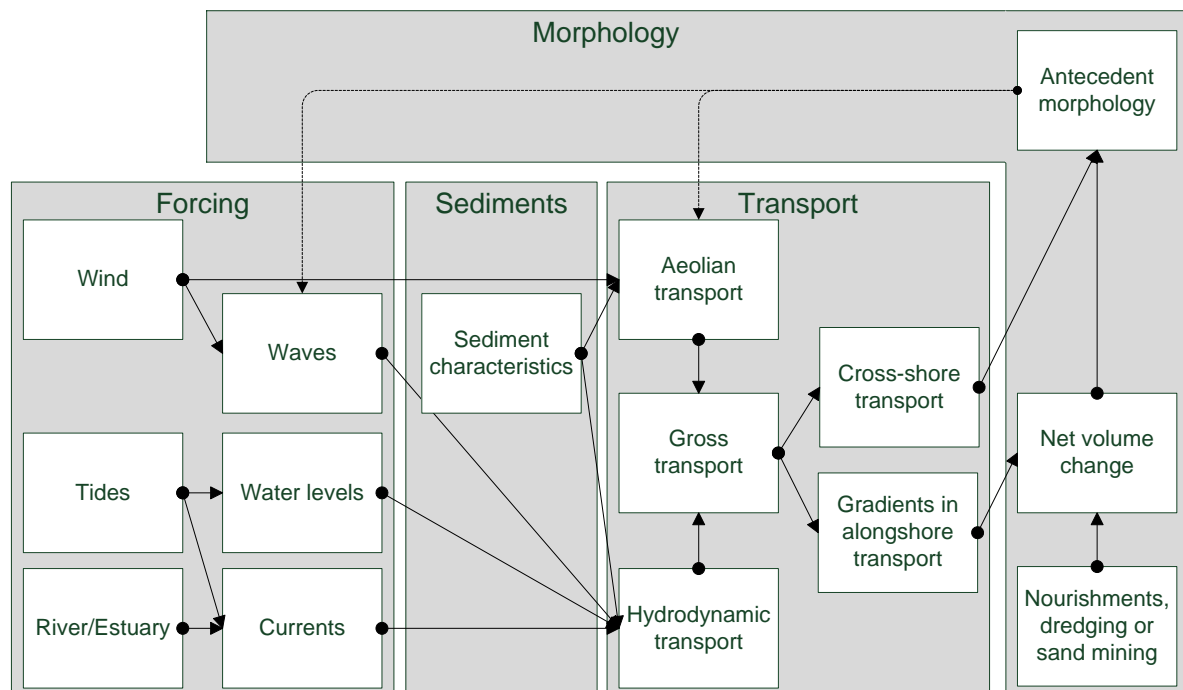 Morphology
Antecedent
morphology
Forcing
Sediments
Transport
Wind
Aeolian
transport
Waves
Sediment
characteristics
Cross-shore
transport
Gross
transport
Net volume
change
Tides
Water levels
Gradients in
alongshore
transport
River/Estuary
Currents
Hydrodynamic
transport
Nourishments,
dredging or
sand mining